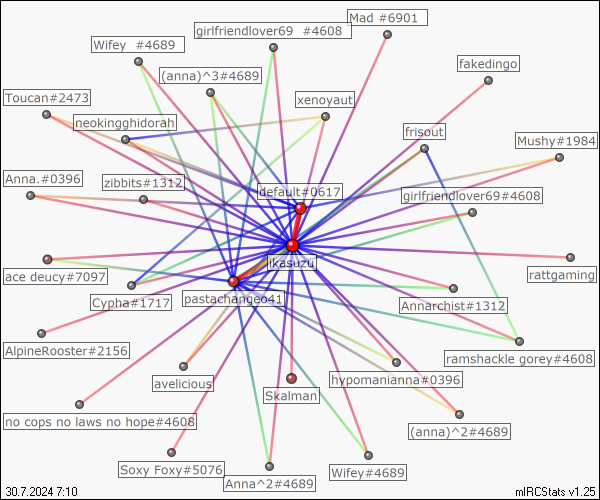 Mad #6901
girlfriendlover69 #4608
Wifey #4689
fakedingo
(anna)^3#4689
Toucan#2473
xenoyaut
neokingghidorah
frisout
Mushy#1984
Anna.#0396
zibbits#1312
default#0617
girlfriendlover69#4608
ikasuzu
ace deucy#7097
rattgaming
Cypha#1717
pastachangeo41
Annarchist#1312
AlpineRooster#2156
ramshackle gorey#4608
avelicious
hypomanianna#0396
Skalman
no cops no laws no hope#4608
(anna)^2#4689
Soxy Foxy#5076
Wifey#4689
Anna^2#4689
30.7.2024 7:10
mIRCStats v1.25